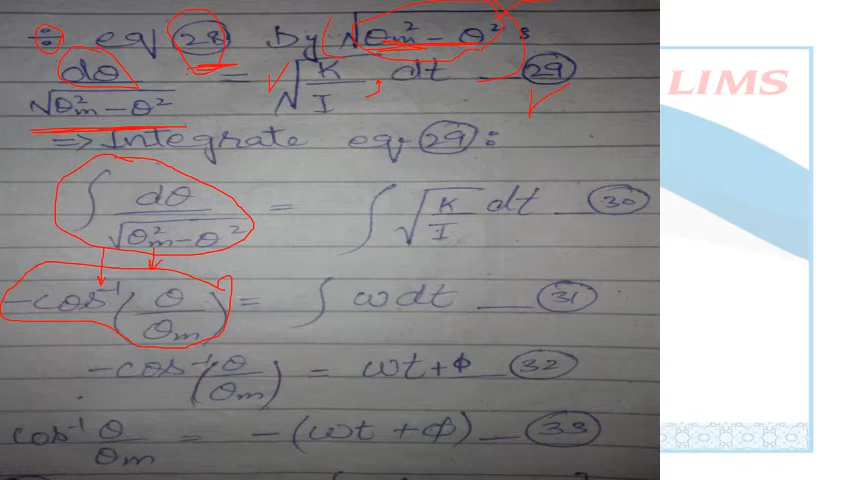 ÷ eq (28) By (√θm² - θ²) :
dθ / √θm² - θ² = √K/I , dt — (29)
LIMS
=> Integrate eq (29) :
∫ dθ / √θm² - θ² = ∫ √K/I dt — (30)
- cos⁻¹ (θ/θm) = ∫ ω dt — (31)
- cos⁻¹ (θ/θm) = ωt + φ — (32)
cos⁻¹ θ/θm = - (ωt + φ) — (33)